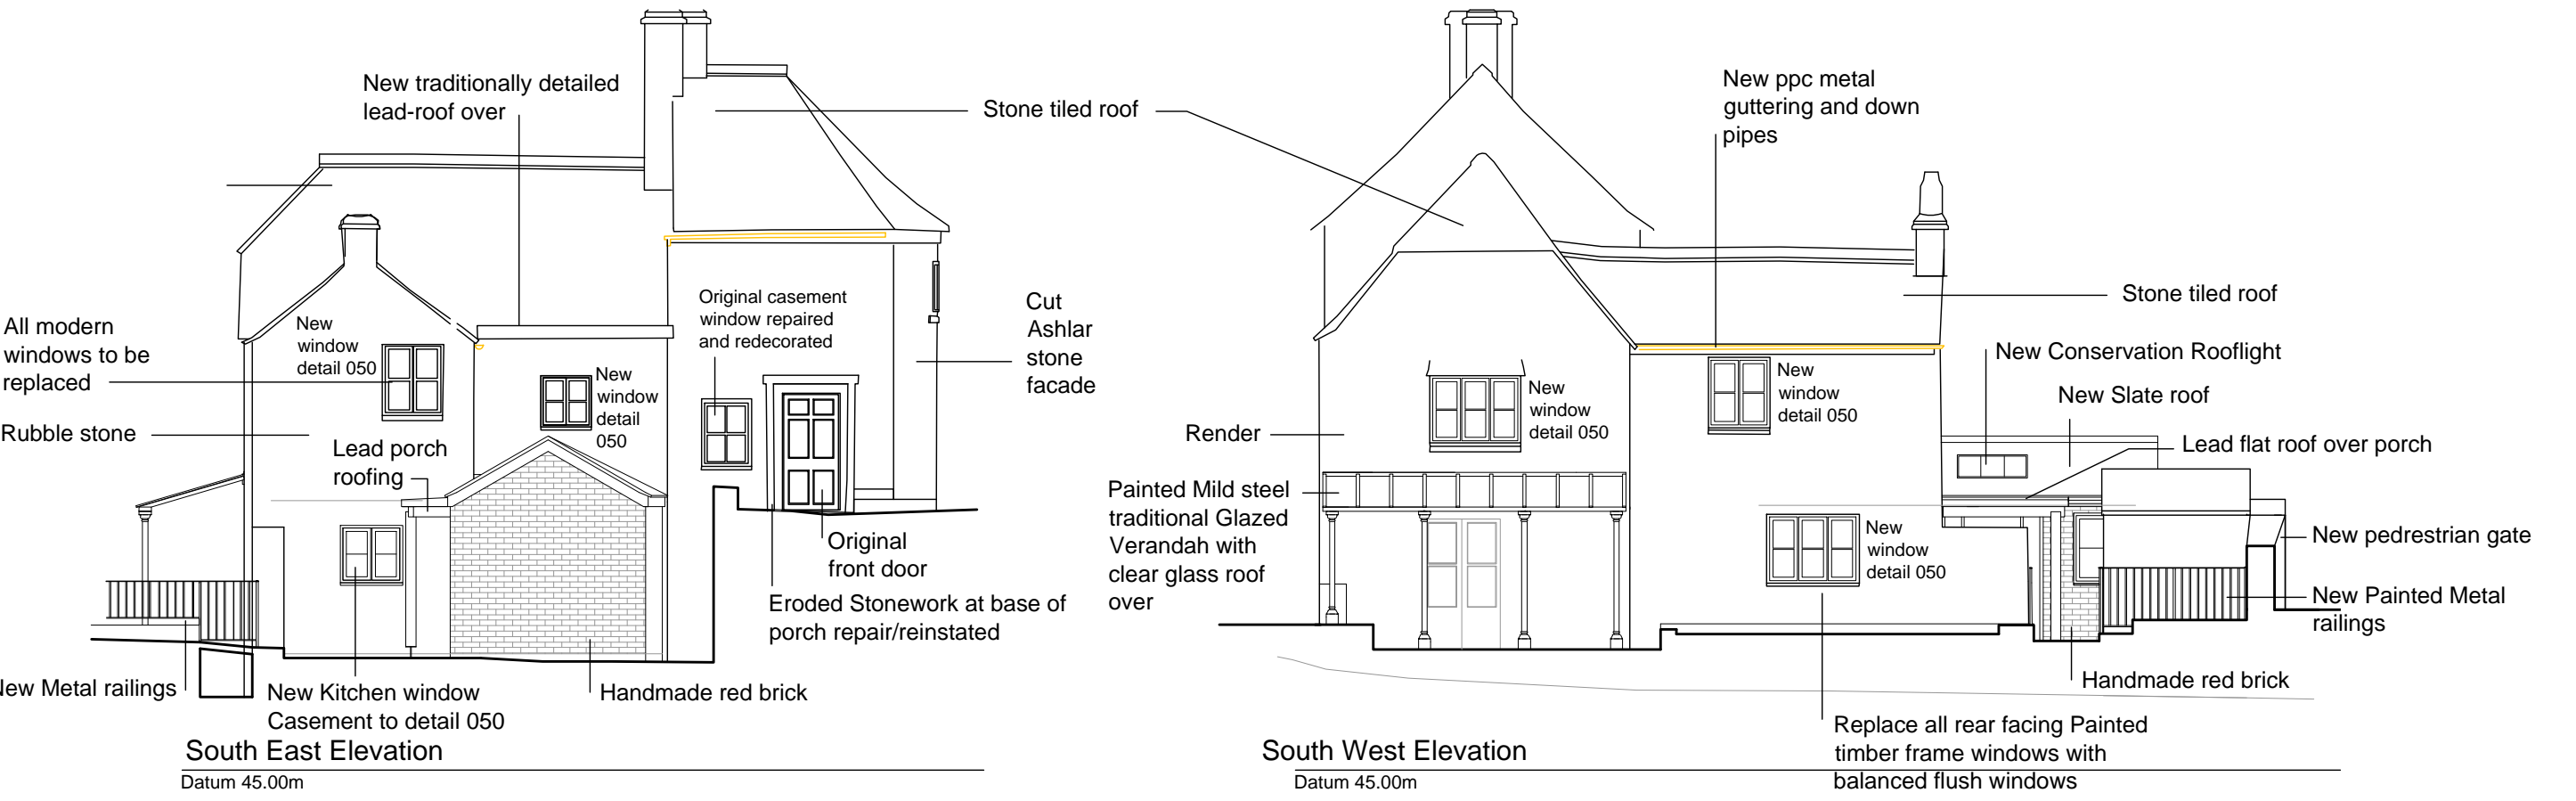 New traditionally detailed
lead-roof over
Stone tiled roof
New ppc metal
guttering and down
pipes
Original casement
window repaired
and redecorated
Cut
Ashlar
stone
facade
All modern
windows to be
replaced
New
window
detail 050
New
window
detail
050
Rubble stone
Lead porch
roofing
Original
front door
Eroded Stonework at base of
porch repair/reinstated
New Metal railings
New Kitchen window
Casement to detail 050
Handmade red brick
South East Elevation
Datum 45.00m
Stone tiled roof
New Conservation Rooflight
New Slate roof
Lead flat roof over porch
New
window
detail 050
New
window
detail 050
Render
Painted Mild steel
traditional Glazed
Verandah with
clear glass roof
over
New
window
detail 050
New pedrestrian gate
New Painted Metal
railings
Handmade red brick
Replace all rear facing Painted
timber frame windows with
balanced flush windows
South West Elevation
Datum 45.00m